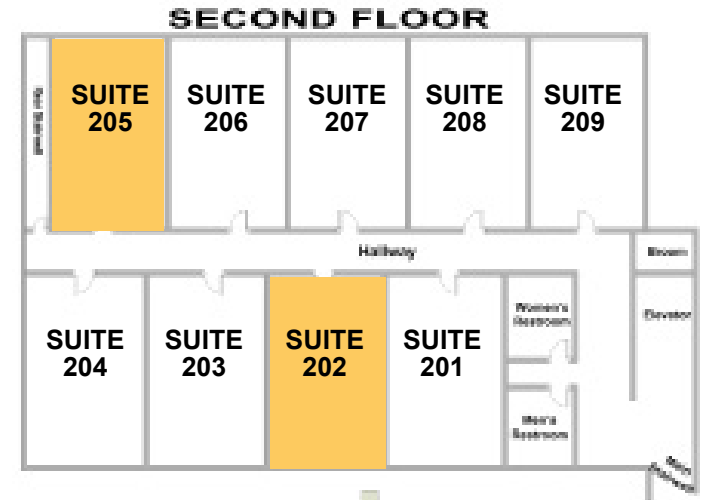 SECOND FLOOR
SUITE
205
SUITE
206
SUITE
207
SUITE
208
SUITE
209
Hallway
SUITE
204
SUITE
203
SUITE
202
SUITE
201
Women's
Restroom
Elevator
Men's
Restroom
Main